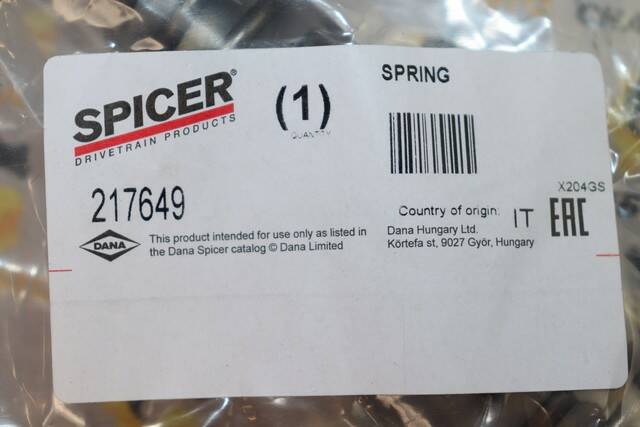 SPICER®
DRIVETRAIN PRODUCTS
(1)
QUANTITY
SPRING
217649
X204GS
Country of origin: IT
EAC
DANA
This product intended for use only as listed in
the Dana Spicer catalog © Dana Limited
Dana Hungary Ltd.
Körtefa st, 9027 Györ, Hungary